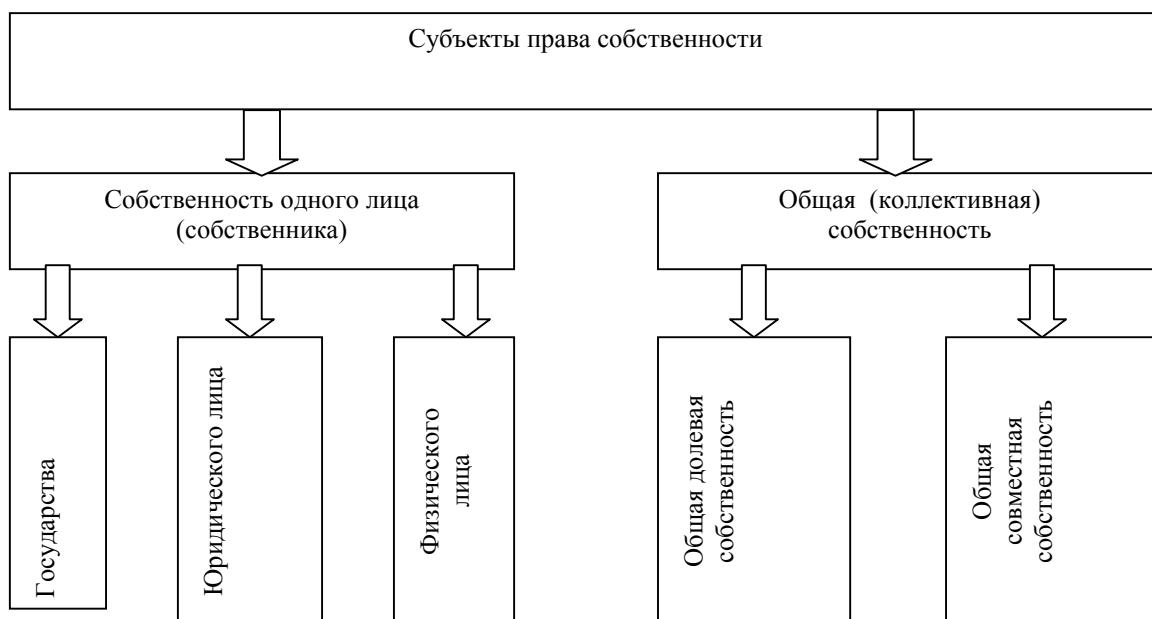 Субъекты права собственности
Собственность одного лица
(собственника)
Общая (коллективная)
собственность
Государства
Юридического лица
Физического
лица
Общая долевая
собственность
Общая
совместная
собственность